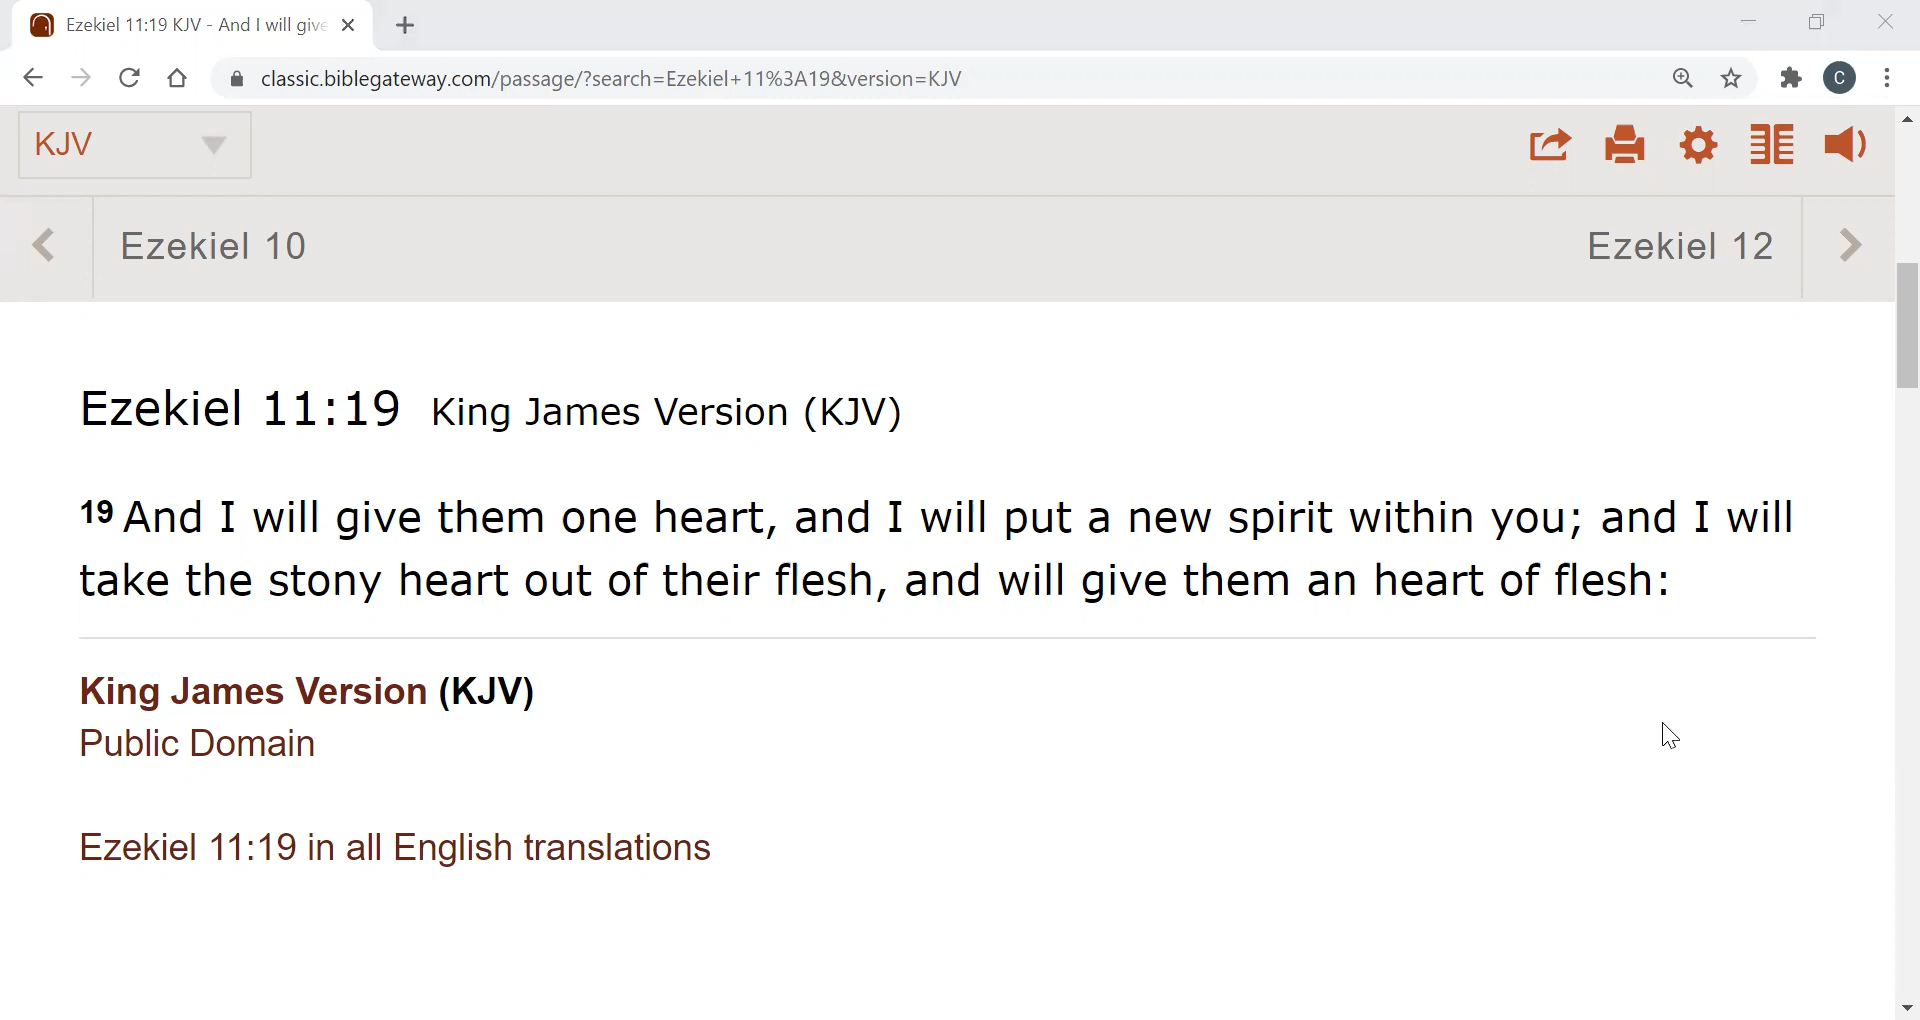 Ezekiel 11:19 KJV - And I will give
classic.biblegateway.com/passage/?search=Ezekiel+11%3A19&version=KJV
C
KJV
Ezekiel 10
Ezekiel 12
Ezekiel 11:19 King James Version (KJV)
19 And I will give them one heart, and I will put a new spirit within you; and I will
take the stony heart out of their flesh, and will give them an heart of flesh:
King James Version (KJV)
Public Domain
Ezekiel 11:19 in all English translations